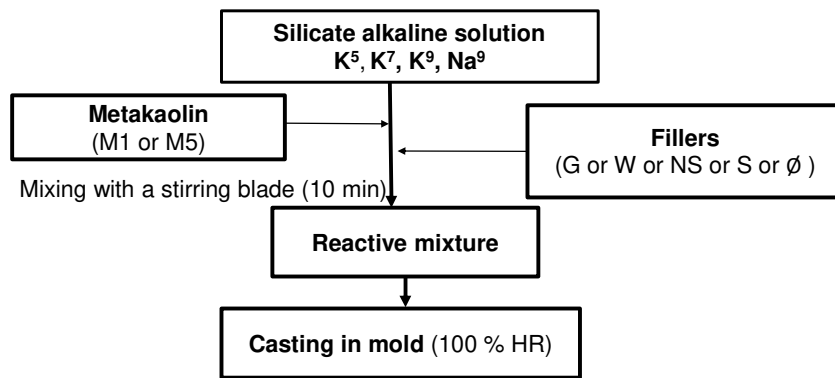 Silicate alkaline solution
K⁵, K⁷, K⁹, Na⁹
Metakaolin
(M1 or M5)
Fillers
(G or W or NS or S or Ø )
Mixing with a stirring blade (10 min)
Reactive mixture
Casting in mold (100 % HR)